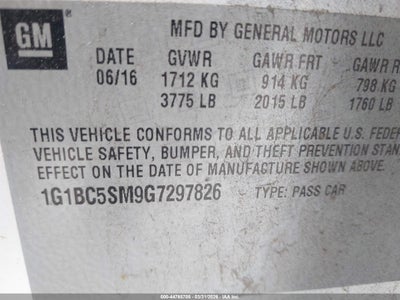 GM
MFD BY GENERAL MOTORS LLC
DATE GVWR GAWR FRT GAWR R
06/16 1712 KG 914 KG 798 KG
3775 LB 2015 LB 1760 LB
THIS VEHICLE CONFORMS TO ALL APPLICABLE U.S. FEDER
VEHICLE SAFETY, BUMPER, AND THEFT PREVENTION STAN
EFFECT ON THE DATE OF MANUFACTURE SHOWN ABOVE.
1G1BC5SM9G7297826 TYPE: PASS CAR